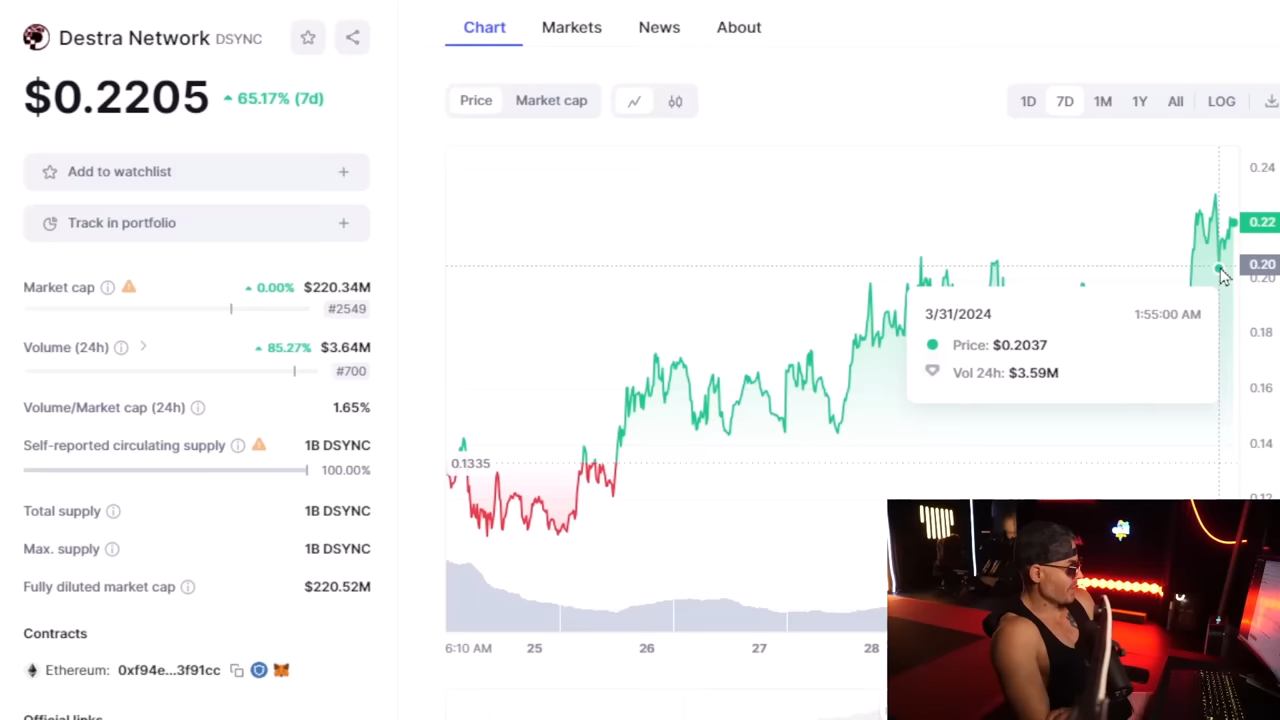 Destra Network DSYNC
$0.2205 65.17% (7d)
Add to watchlist
Track in portfolio
Market cap 0.00% $220.34M
#2549
Volume (24h) 85.27% $3.64M
#700
Volume/Market cap (24h) 1.65%
Self-reported circulating supply 1B DSYNC
100.00%
Total supply 1B DSYNC
Max. supply 1B DSYNC
Fully diluted market cap $220.52M
Contracts
Ethereum: 0xf94e...3f91cc
Chart Markets News About
Price Market cap
1D 7D 1M 1Y All LOG
0.24
0.22
0.20
0.20
0.18
0.16
0.14
0.1335
3/31/2024 1:55:00 AM
Price: $0.2037
Vol 24h: $3.59M
6:10 AM 25 26 27 28